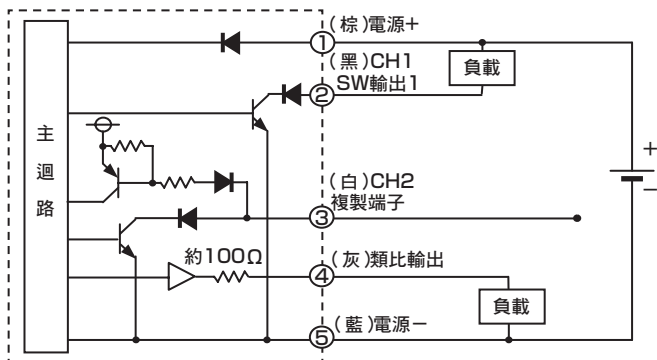 主迴路
(棕)電源+
①
(黑)CH1
SW輸出1
②
負載
+
−
(白)CH2
複製端子
③
約100Ω
(灰)類比輸出
④
負載
(藍)電源−
⑤